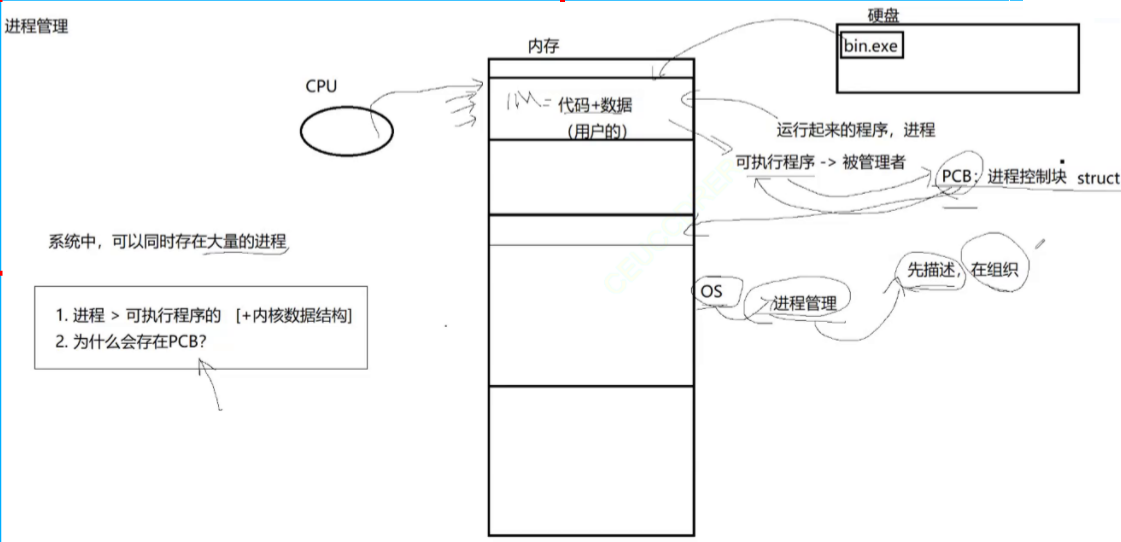 进程管理
硬盘
bin.exe
内存
CPU
1M =
代码+数据
（用户的）
运行起来的程序，进程
可执行程序 -> 被管理者
PCB：进程控制块 struct
系统中，可以同时存在大量的进程
先描述，在组织
OS
进程管理
1. 进程 > 可执行程序的 [+内核数据结构]
2. 为什么会存在PCB？